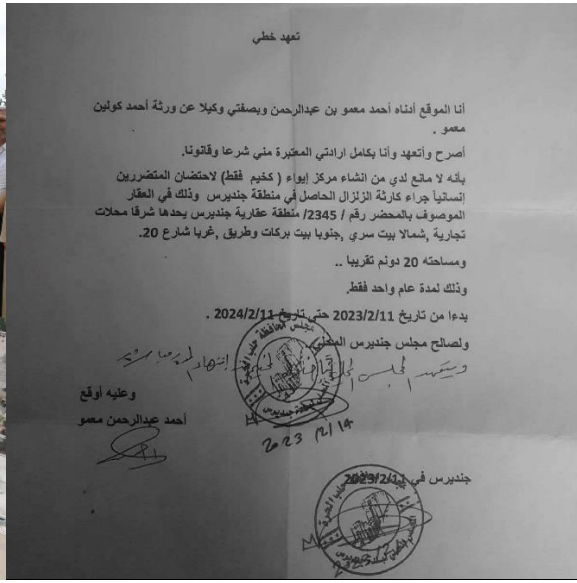 تعهد خطي
أنا الموقع أدناه أحمد معمو بن عبدالرحمن وبصفتي وكيلا عن ورثة أحمد كولين
معمو .
أصرح وأتعهد وأنا بكامل ارادتي المعتبرة مني شرعا وقانونا.
بأنه لا مانع لدي من انشاء مركز إيواء ( كخيم فقط) لاحتضان المتضررين
إنسانياً جراء كارثة الزلزال الحاصل في منطقة جنديرس وذلك في العقار
الموصوف بالمحضر رقم / 2345/ منطقة عقارية جنديرس يحدها شرقا محلات
تجارية ,شمالا بيت سري ,جنوبا بيت بركات وطريق ,غربا شارع 20.
ومساحته 20 دونم تقريبا ..
وذلك لمدة عام واحد فقط.
بدءا من تاريخ 2023/2/11 حتى تاريخ 2024/2/11 .
ولصالح مجلس جنديرس المحلي
ويتعهد المجلس
وعليه أوقع
أحمد عبدالرحمن معمو
2023/2/14
جنديرس في 2023/2/11